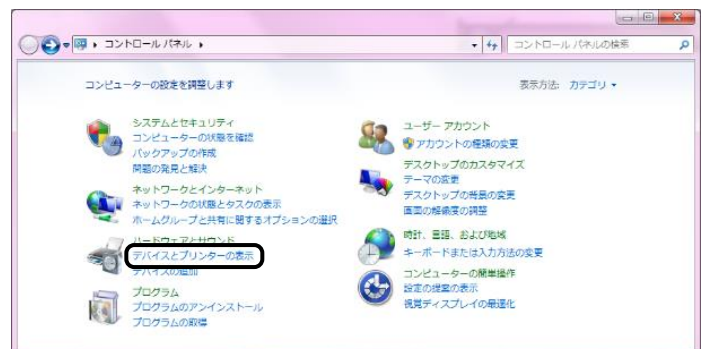 コントロール パネル
コントロール パネルの検索
コンピューターの設定を調整します
表示方法: カテゴリ
システムとセキュリティ
コンピューターの状態を確認
バックアップの作成
問題の発見と解決
ネットワークとインターネット
ネットワークの状態とタスクの表示
ホームグループと共有に関するオプションの選択
ハードウェアとサウンド
デバイスとプリンターの表示
デバイスの追加
プログラム
プログラムのアンインストール
プログラムの取得
ユーザー アカウント
アカウントの種類の変更
デスクトップのカスタマイズ
テーマの変更
デスクトップの背景の変更
画面の解像度の調整
時計、言語、および地域
キーボードまたは入力方法の変更
コンピューターの簡単操作
設定の提案の表示
視覚ディスプレイの最適化